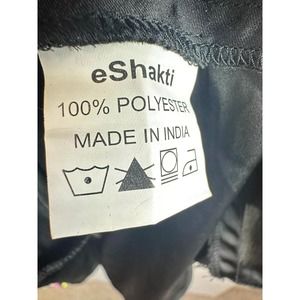 eShakti
100% POLYESTER
MADE IN INDIA